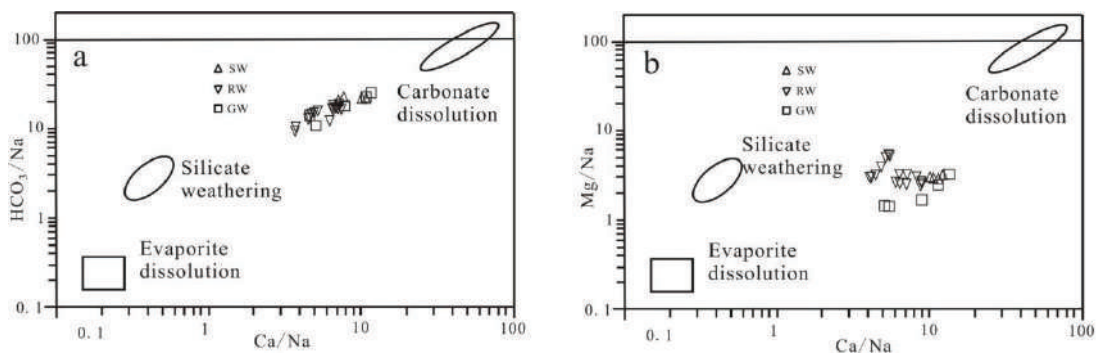 100
a
△ SW
▽ RW
□ GW
Carbonate
dissolution
10
HCO₃/Na
Silicate
weathering
1
Evaporite
dissolution
0.1
0.1
1
10
100
Ca/Na
100
b
△ SW
▽ RW
□ GW
Carbonate
dissolution
10
Mg/Na
Silicate
weathering
1
Evaporite
dissolution
0.1
0.1
1
10
100
Ca/Na